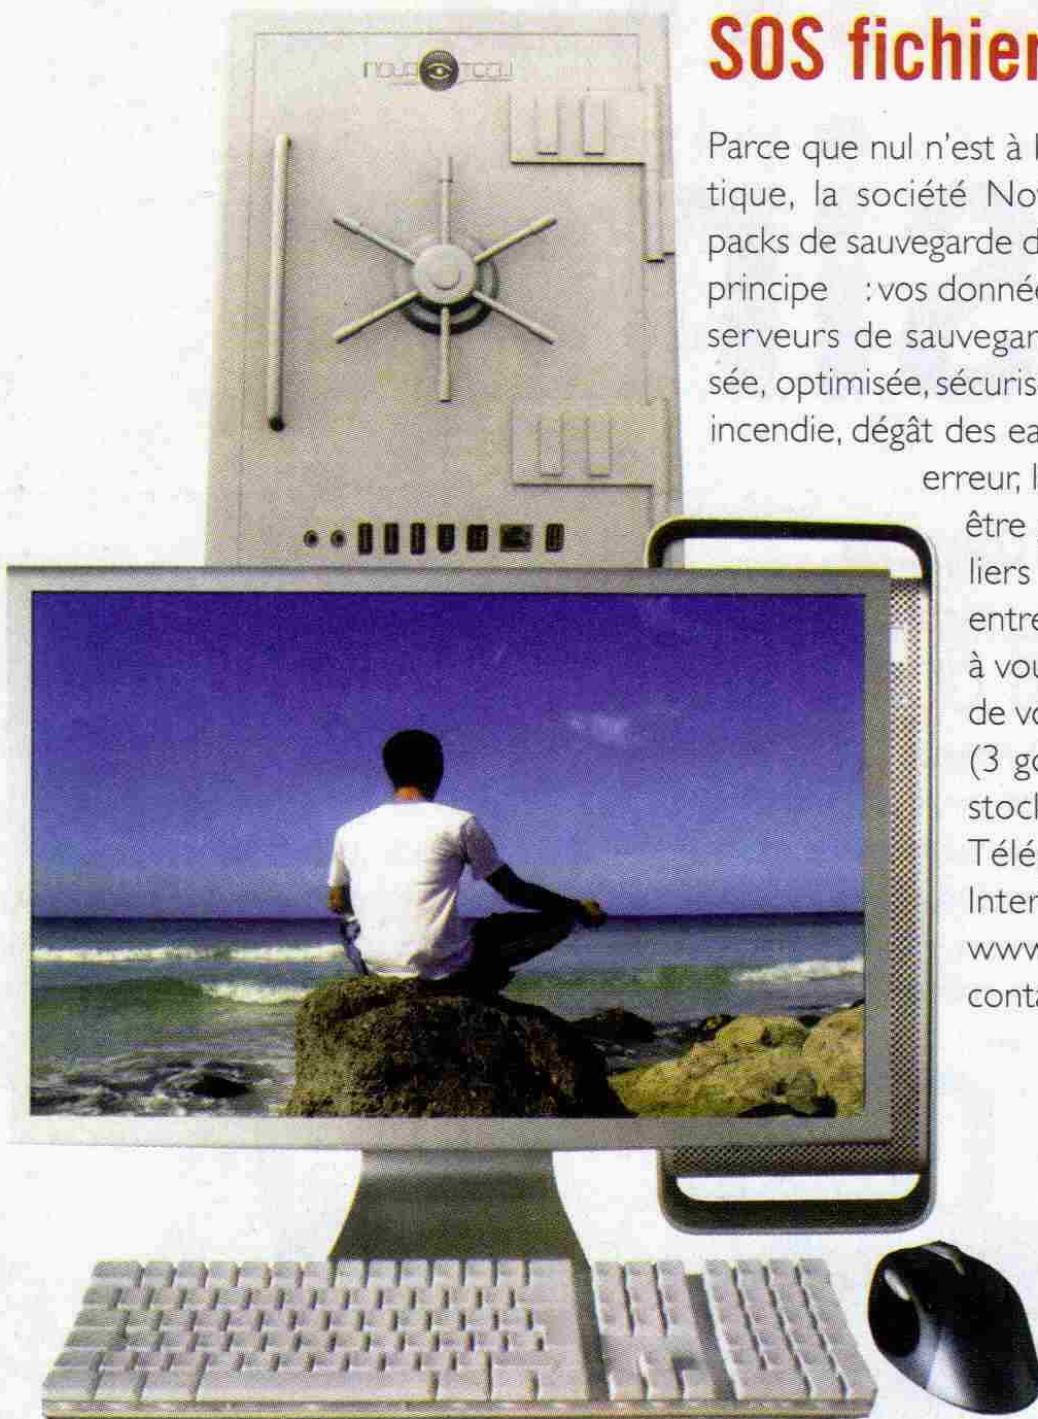 SOS fichier
Parce que nul n'est à l
tique, la société Nov
packs de sauvegarde d
principe : vos donnée
serveurs de sauvegar
sée, optimisée, sécuris
incendie, dégât des ea
erreur, l
être
liers
entre
à vou
de vo
(3 go
stock
Télé
Inter
www
conta